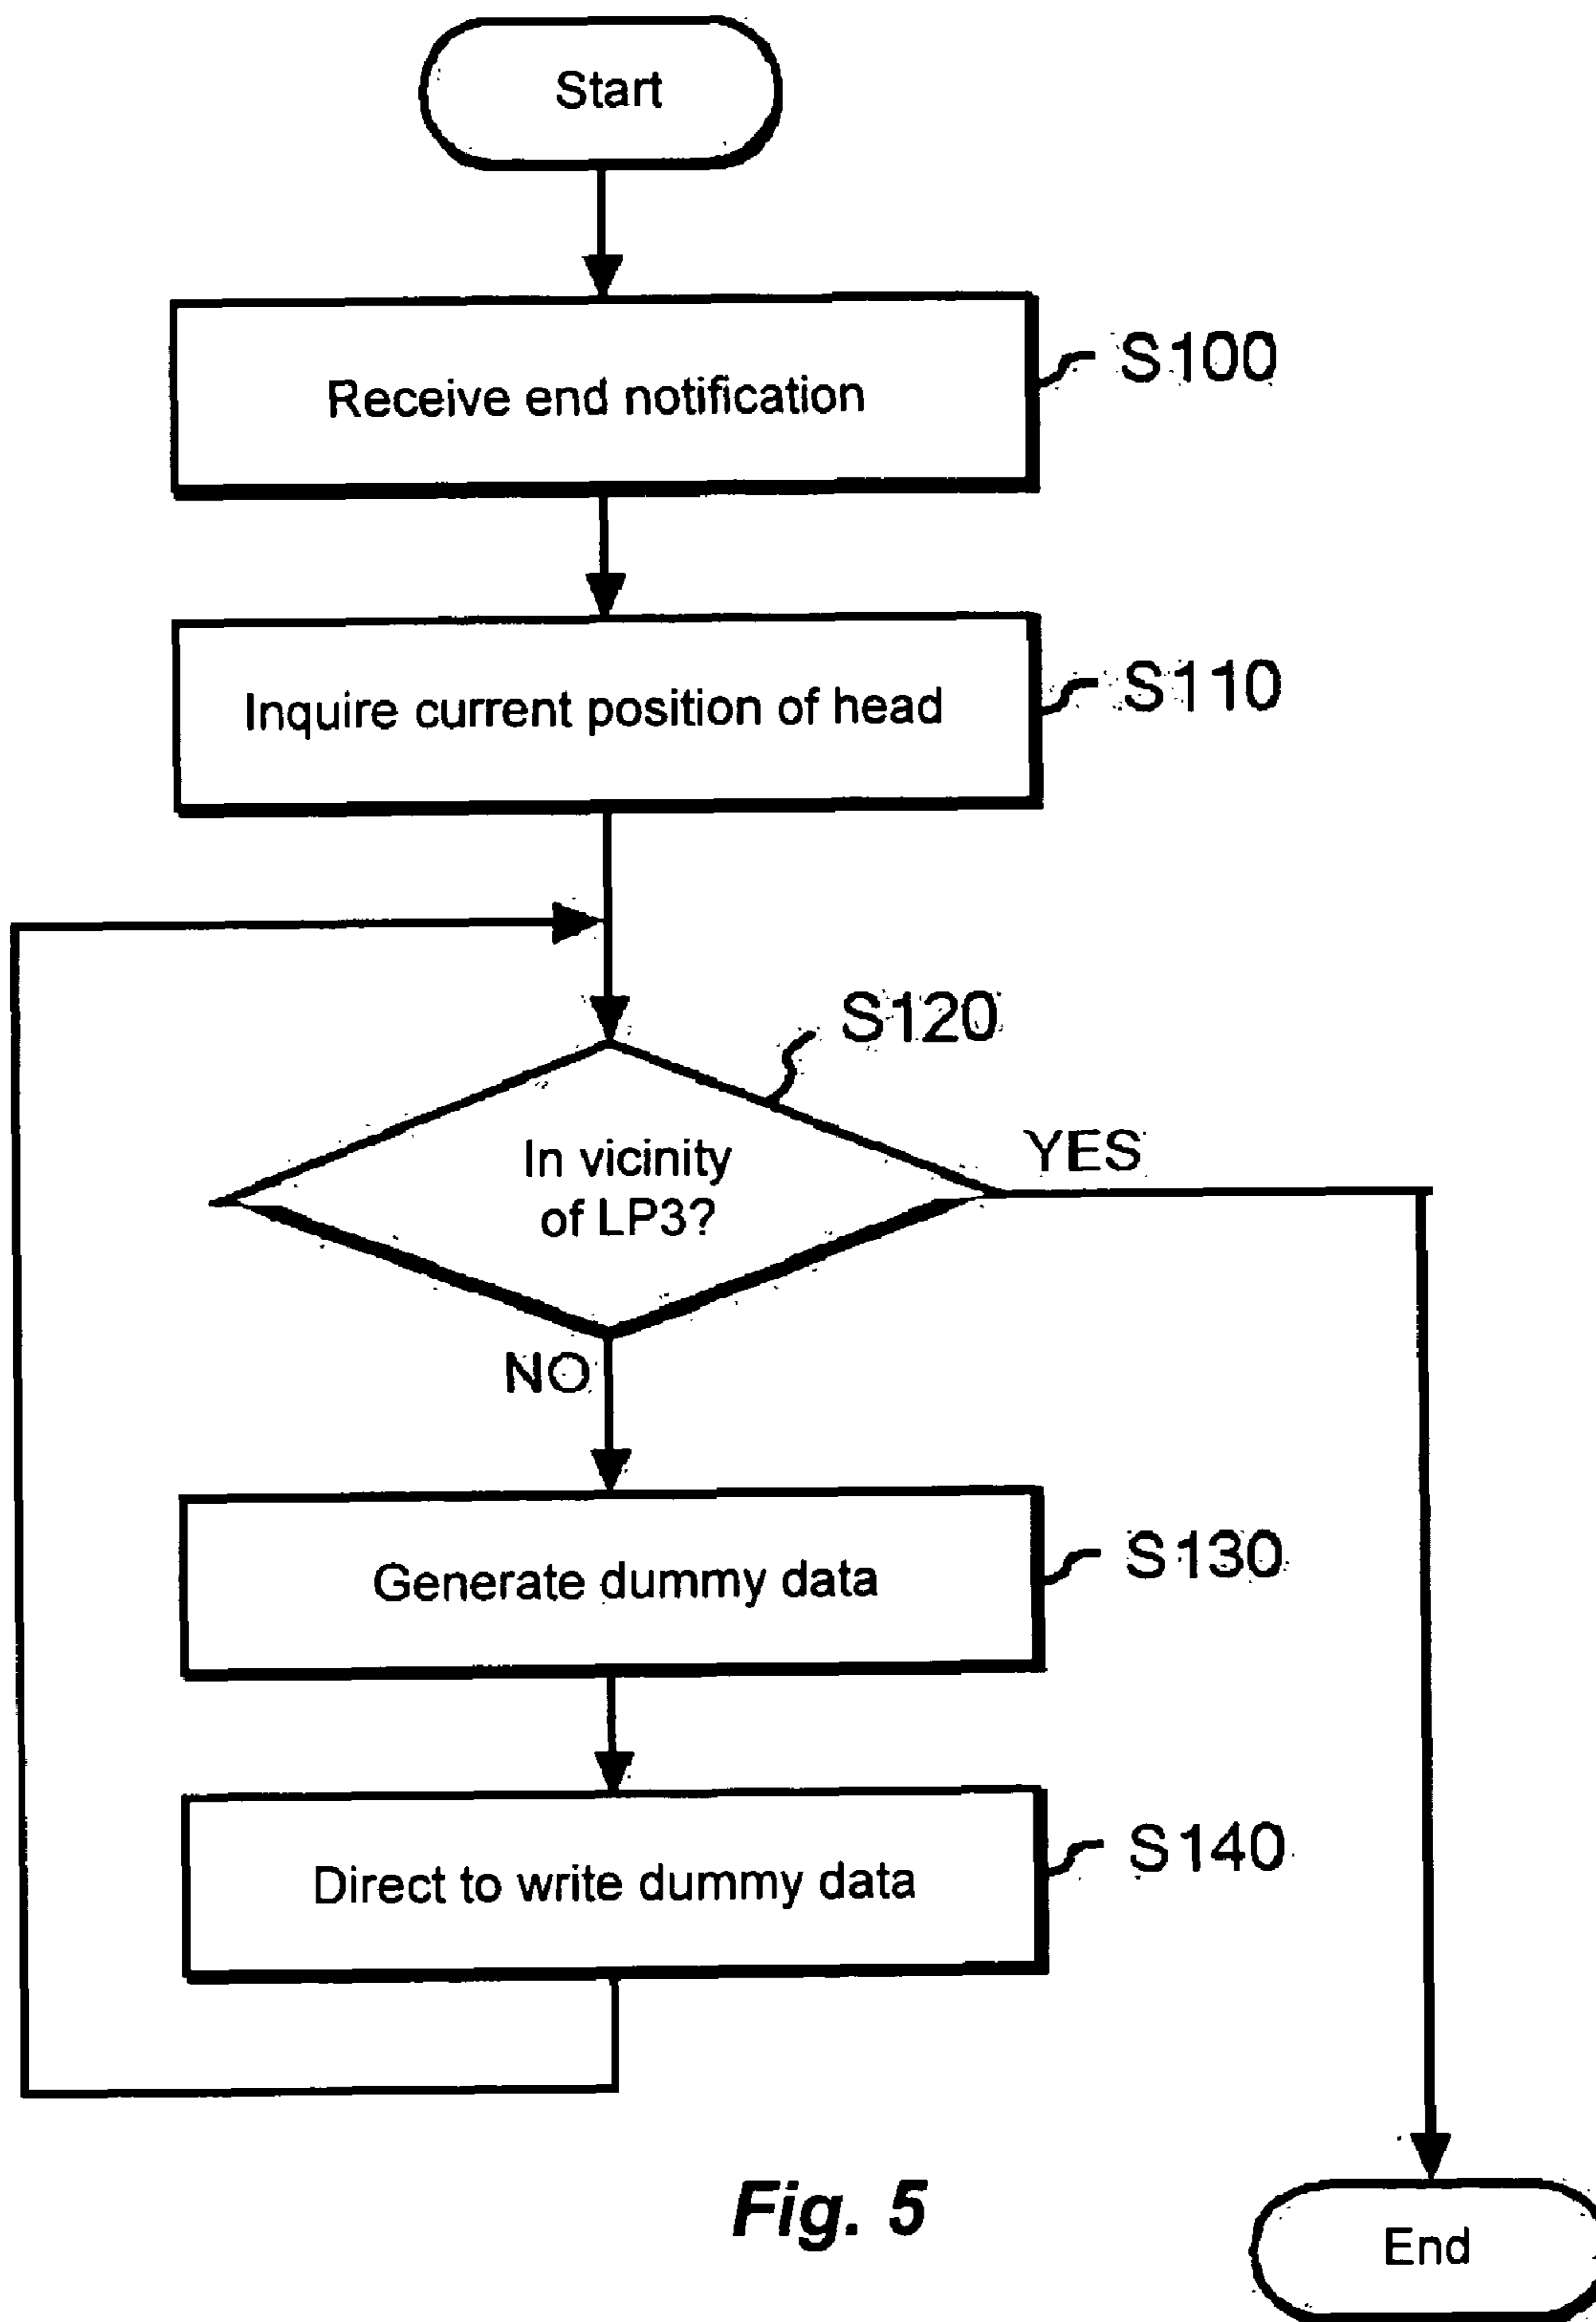 Start
Receive end notification
S100
Inquire current position of head
S110
S120
In vicinity
of LP3?
YES
NO
Generate dummy data
S130
Direct to write dummy data
S140
Fig. 5
End